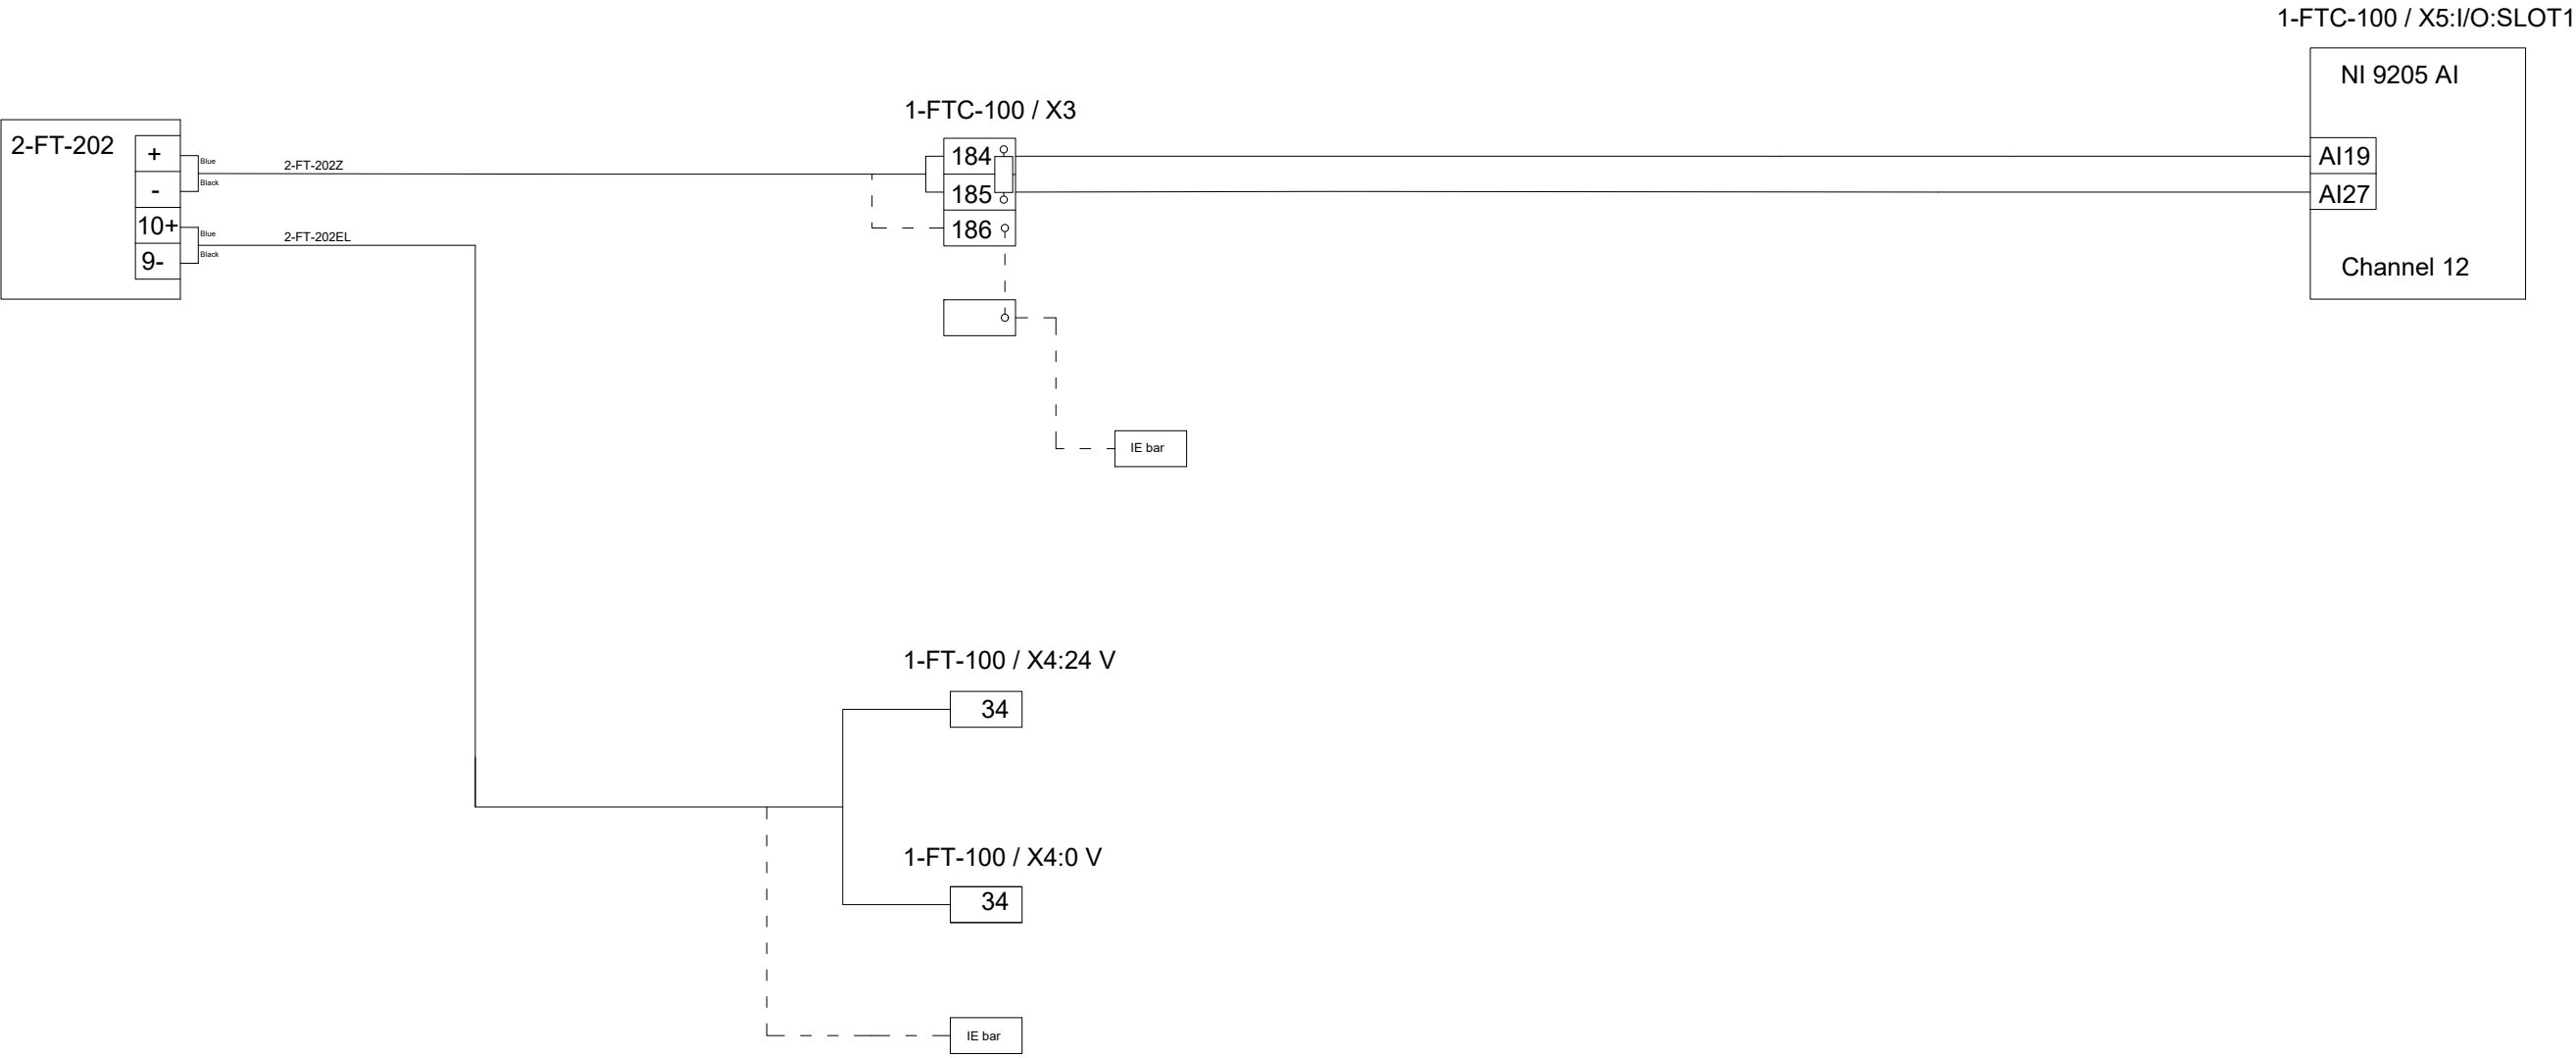 1-FTC-100 / X5:I/O:SLOT1
NI 9205 AI
1-FTC-100 / X3
2-FT-202
+
Blue
2-FT-202Z
184
AI19
-
Black
185
AI27
10+
Blue
2-FT-202EL
186
9-
Black
Channel 12
IE bar
1-FT-100 / X4:24 V
34
1-FT-100 / X4:0 V
34
IE bar